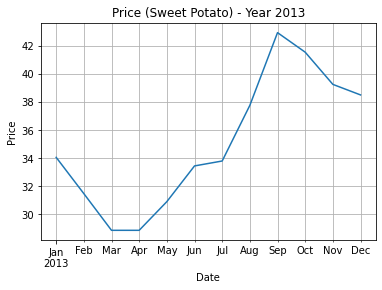 Price (Sweet Potato) - Year 2013
Price
42
40
38
36
34
32
30
Jan Feb Mar Apr May Jun Jul Aug Sep Oct Nov Dec
2013
Date